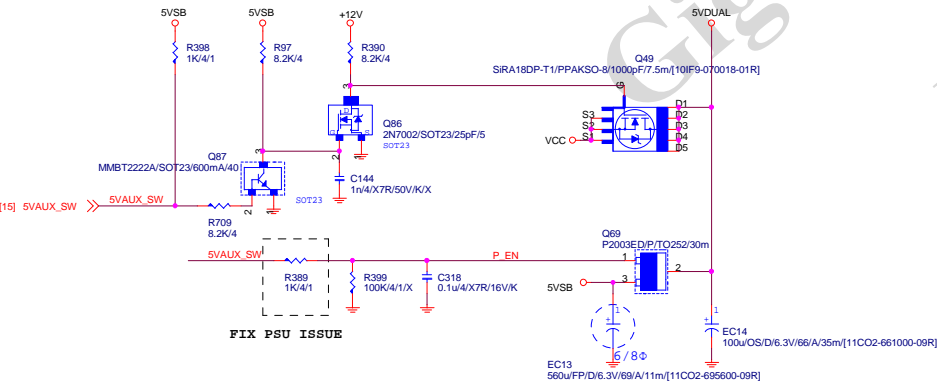 5VSB
5VSB
+12V
5VDUAL
R398
1K/4/1
R97
8.2K/4
R390
8.2K/4
Q49
SiRA18DP-T1/PPAKSO-8/1000pF/7.5m/[10IF9-070018-01R]
3
G
D1
S3
D2
S2
D3
S1
D4
D5
VCC
D
G
S
Q86
2N7002/SOT23/25pF/5
SOT23
2
1
3
Q87
MMBT2222A/SOT23/600mA/40
C144
1n/4/X7R/50V/K/X
SOT23
[15] 5VAUX_SW
5VAUX_SW
2
1
R709
8.2K/4
Q69
P2003ED/P/TO252/30m
5VAUX_SW
P_EN
1
2
3
R389
1K/4/1
R399
100K/4/1/X
C318
0.1u/4/X7R/16V/K
5VSB
FIX PSU ISSUE
1
+
6/8Φ
1
+
EC14
100u/OS/D/6.3V/66/A/35m/[11CO2-661000-09R]
EC13
560u/FP/D/6.3V/69/A/11m/[11CO2-695600-09R]
Gig